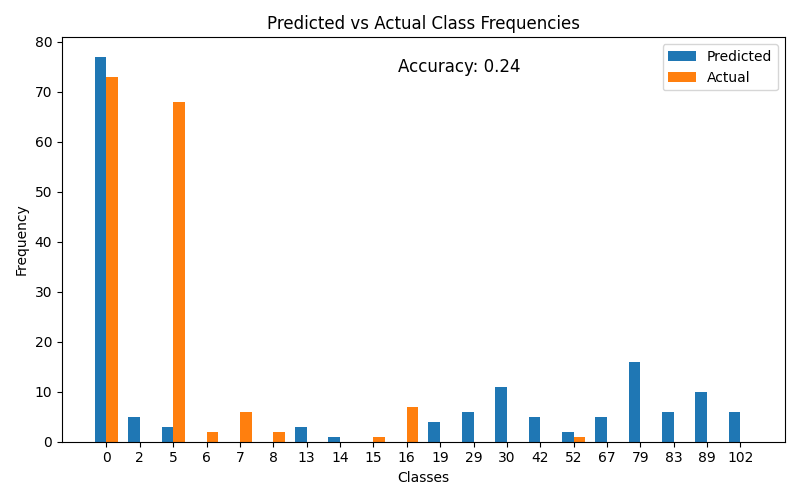 Predicted vs Actual Class Frequencies
80
70
60
50
40
30
20
10
0
Frequency
Accuracy: 0.24
Predicted
Actual
0 2 5 6 7 8 13 14 15 16 19 29 30 42 52 67 79 83 89 102
Classes